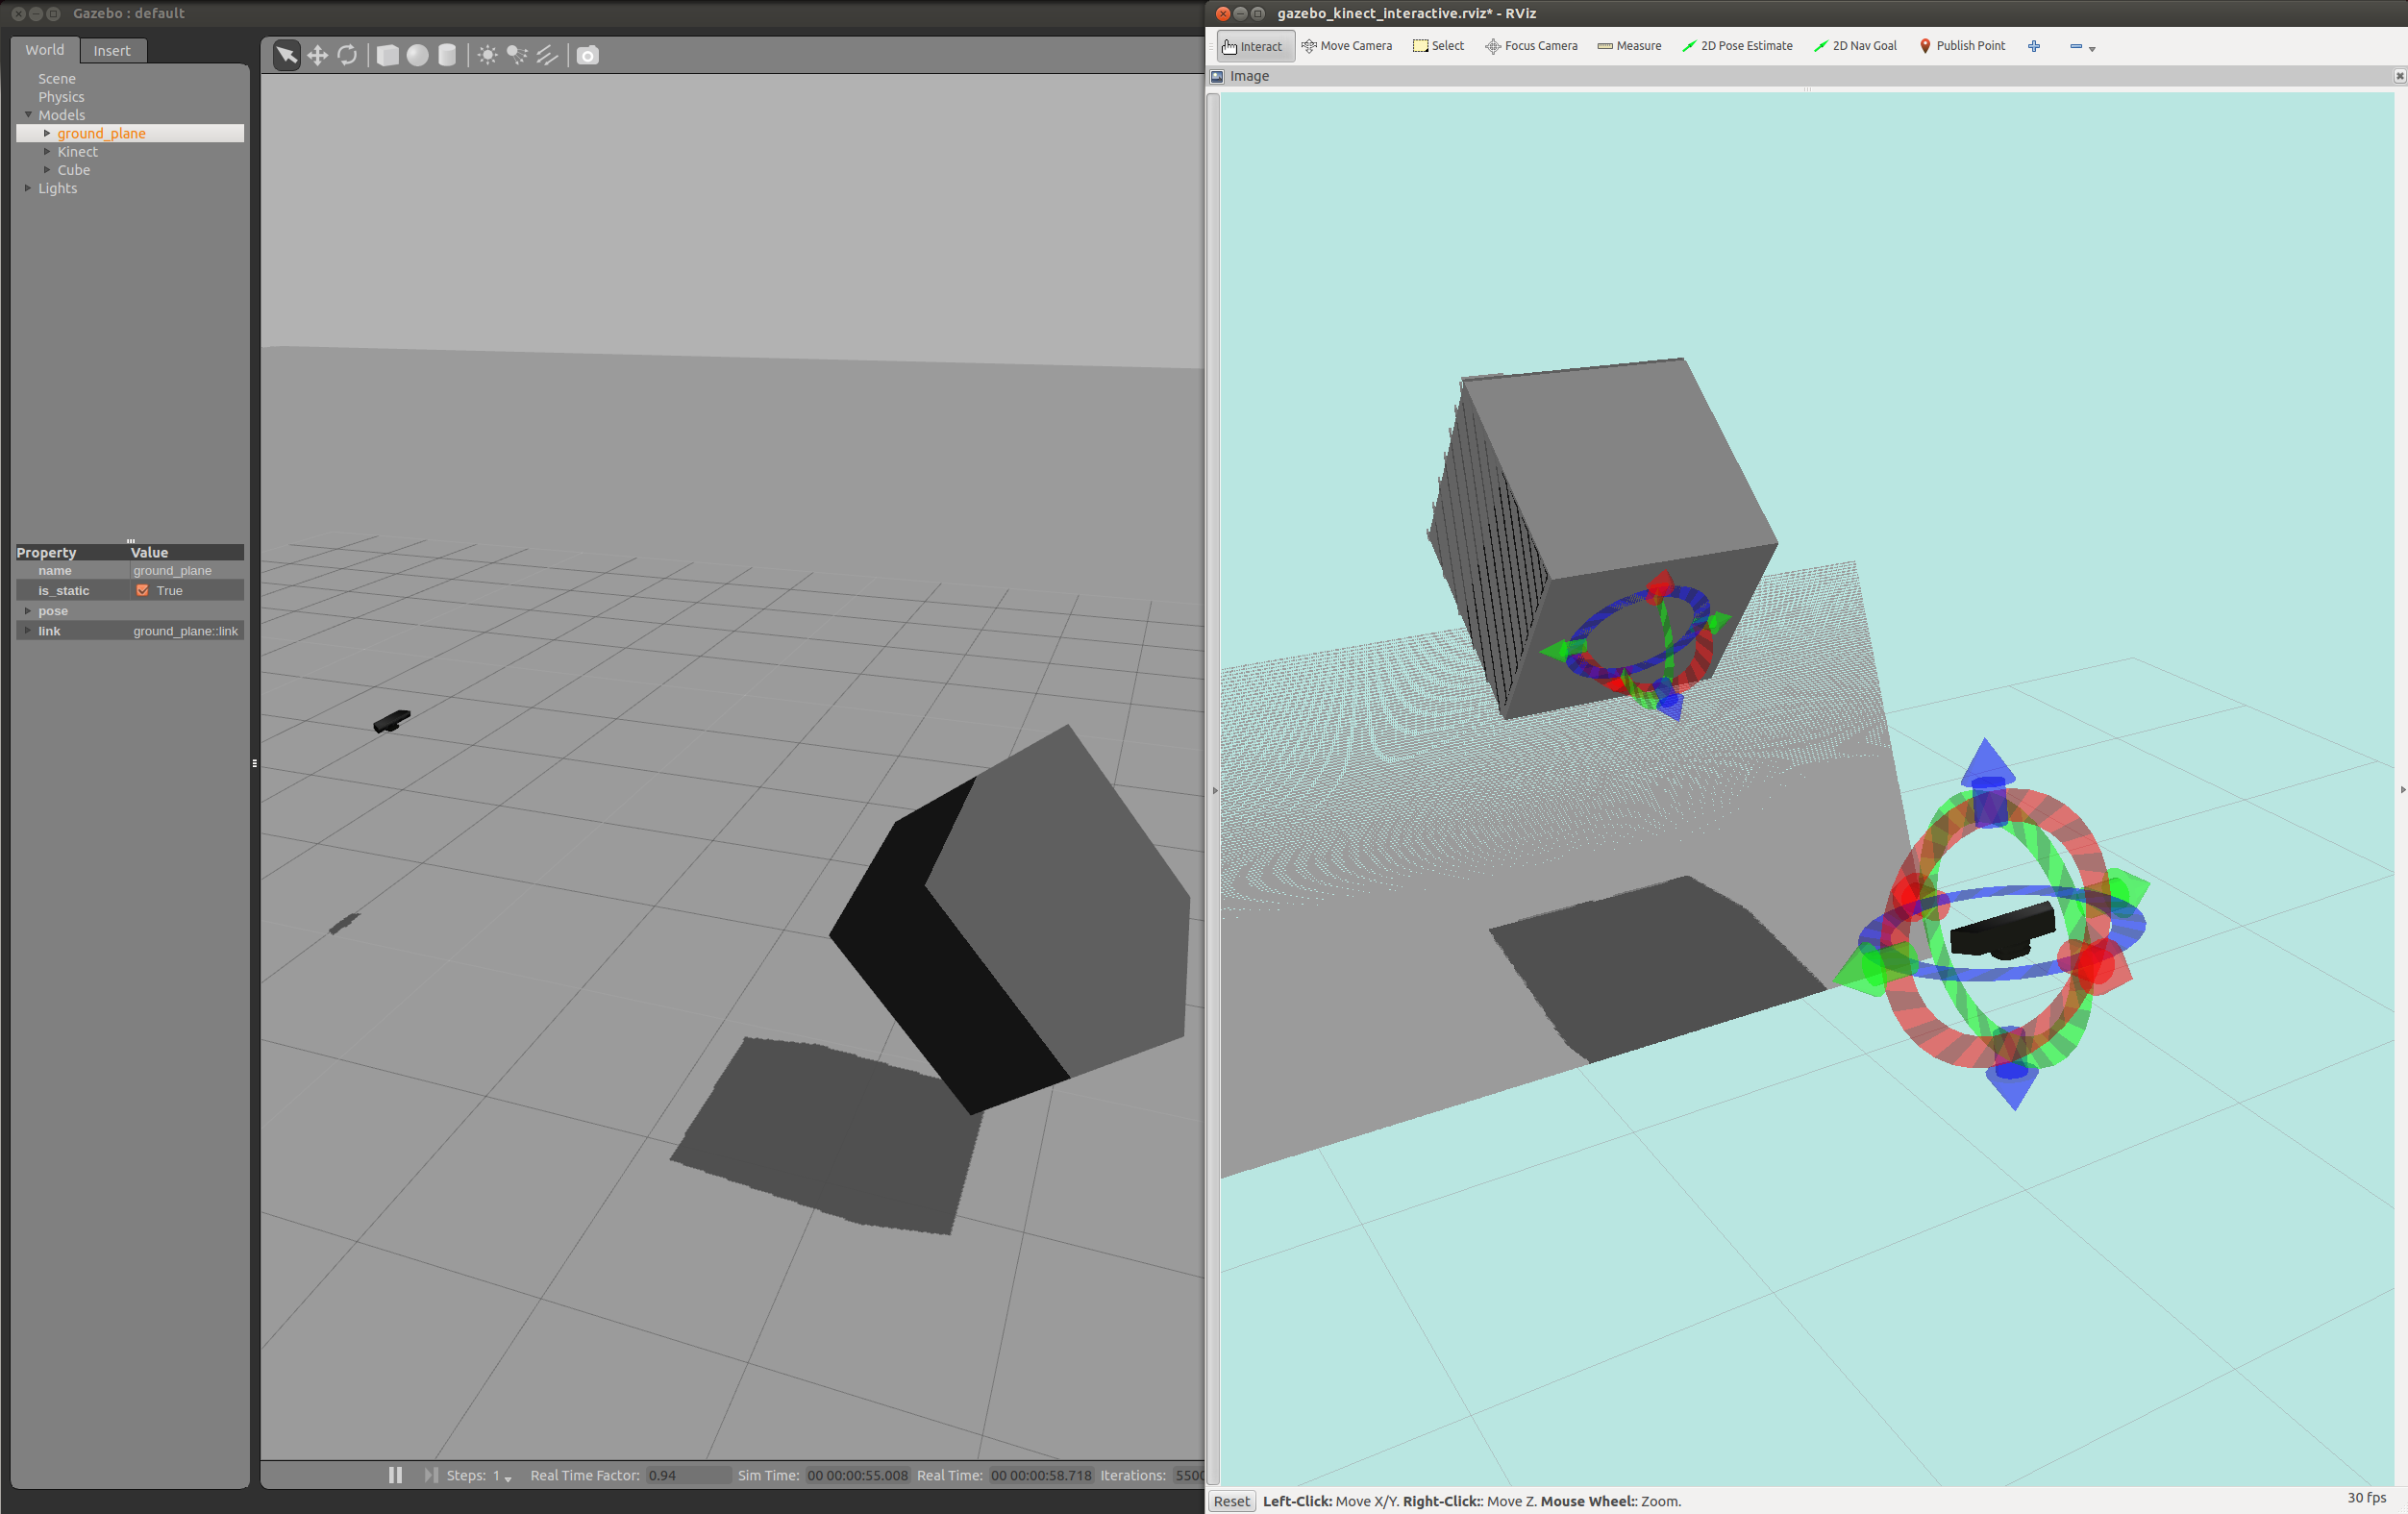 Gazebo : default
World Insert
Scene
Physics
Models
ground_plane
Kinect
Cube
Lights
Property Value
name ground_plane
is_static True
pose
link ground_plane::link
Steps: 1 Real Time Factor: 0.94 Sim Time: 00 00:00:55.008 Real Time: 00 00:00:58.718 Iterations: 5500
gazebo_kinect_interactive.rviz* - RViz
Interact Move Camera Select Focus Camera Measure 2D Pose Estimate 2D Nav Goal Publish Point
Image
Reset Left-Click: Move X/Y. Right-Click:: Move Z. Mouse Wheel:: Zoom. 30 fps